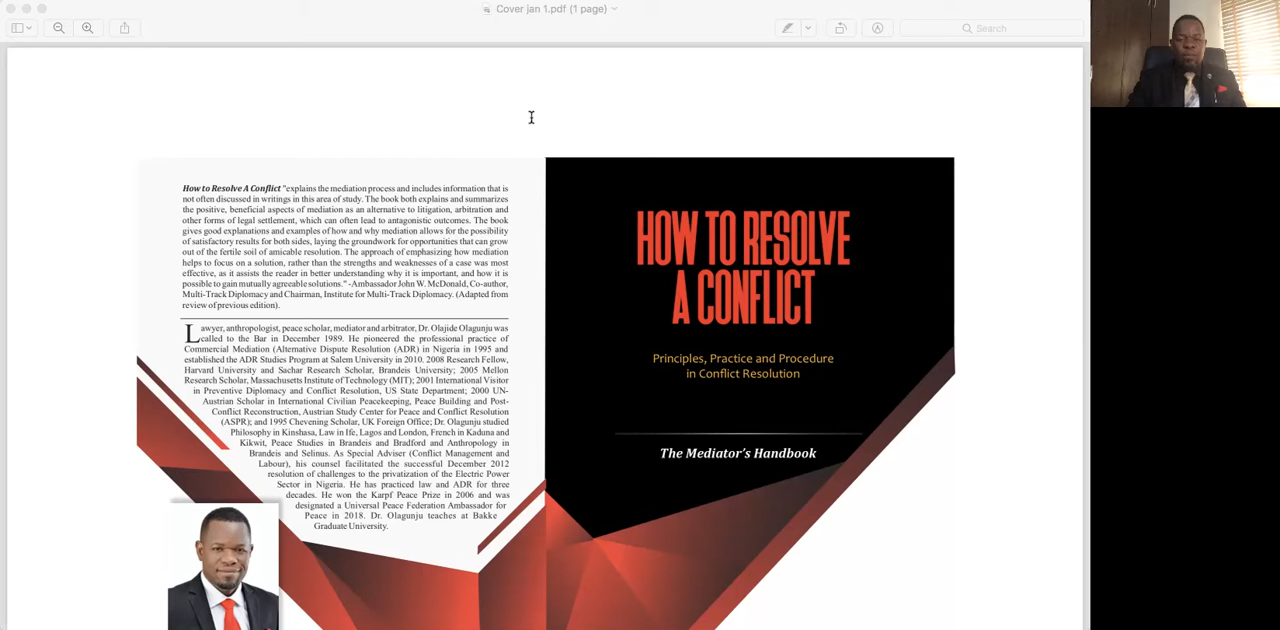 Cover jan 1.pdf (1 page)
Search
How to Resolve A Conflict "explains the mediation process and includes information that is
not often discussed in writings in this area of study. The book both explains and summarizes
the positive, beneficial aspects of mediation as an alternative to litigation, arbitration and
other forms of legal settlement, which can often lead to antagonistic outcomes. The book
gives good explanations and examples of how and why mediation allows for the possibility
of satisfactory results for both sides, laying the groundwork for opportunities that can grow
out of the fertile soil of amicable resolution. The approach of emphasizing how mediation
helps to focus on a solution, rather than the strengths and weaknesses of a case was most
effective, as it assists the reader in better understanding why it is important, and how it is
possible to gain mutually agreeable solutions." -Ambassador John W. McDonald, Co-author,
Multi-Track Diplomacy and Chairman, Institute for Multi-Track Diplomacy. (Adapted from
review of previous edition).
Lawyer, anthropologist, peace scholar, mediator and arbitrator, Dr. Olajide Olagunju was
called to the Bar in December 1989. He pioneered the professional practice of
Commercial Mediation (Alternative Dispute Resolution (ADR) in Nigeria in 1995 and
established the ADR Studies Program at Salem University in 2010. 2008 Research Fellow,
Harvard University and Sachar Research Scholar, Brandeis University; 2005 Mellon
Research Scholar, Massachusetts Institute of Technology (MIT); 2001 International Visitor
in Preventive Diplomacy and Conflict Resolution, US State Department; 2000 UN-
Austrian Scholar in International Civilian Peacekeeping, Peace Building and Post-
Conflict Reconstruction, Austrian Study Center for Peace and Conflict Resolution
(ASPR); and 1995 Chevening Scholar, UK Foreign Office; Dr. Olagunju studied
Philosophy in Kinshasa, Law in Ife, Lagos and London, French in Kaduna and
Kikwit, Peace Studies in Brandeis and Bradford and Anthropology in
Brandeis and Selinus. As Special Adviser (Conflict Management and
Labour), his counsel facilitated the successful December 2012
resolution of challenges to the privatization of the Electric Power
Sector in Nigeria. He has practiced law and ADR for three
decades. He won the Karpf Peace Prize in 2006 and was
designated a Universal Peace Federation Ambassador for
Peace in 2018. Dr. Olagunju teaches at Bakke
Graduate University.
HOW TO RESOLVE
A CONFLICT
Principles, Practice and Procedure
in Conflict Resolution
The Mediator's Handbook